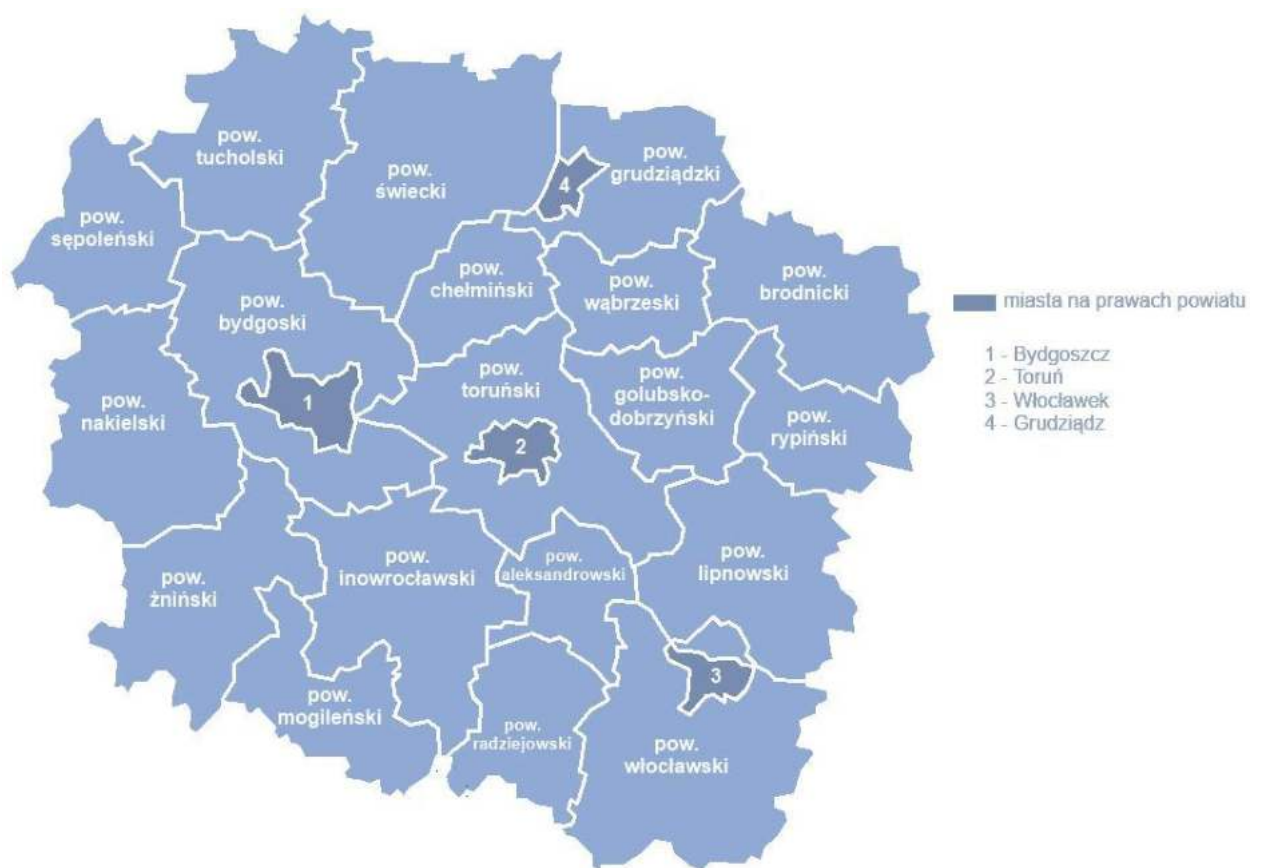 pow.
tucholski
pow.
świecki
pow.
grudziądzki
4
pow.
sępoleński
pow.
chełmiński
pow.
wąbrzeski
pow.
brodnicki
pow.
bydgoski
miasta na prawach powiatu
1 - Bydgoszcz
2 - Toruń
3 - Włocławek
4 - Grudziądz
pow.
toruński
pow.
golubsko-
dobrzyński
pow.
rypiński
pow.
nakielski
1
2
pow.
inowrocławski
pow.
aleksandrowski
pow.
lipnowski
pow.
żniński
3
pow.
mogileński
pow.
radziejowski
pow.
włocławski